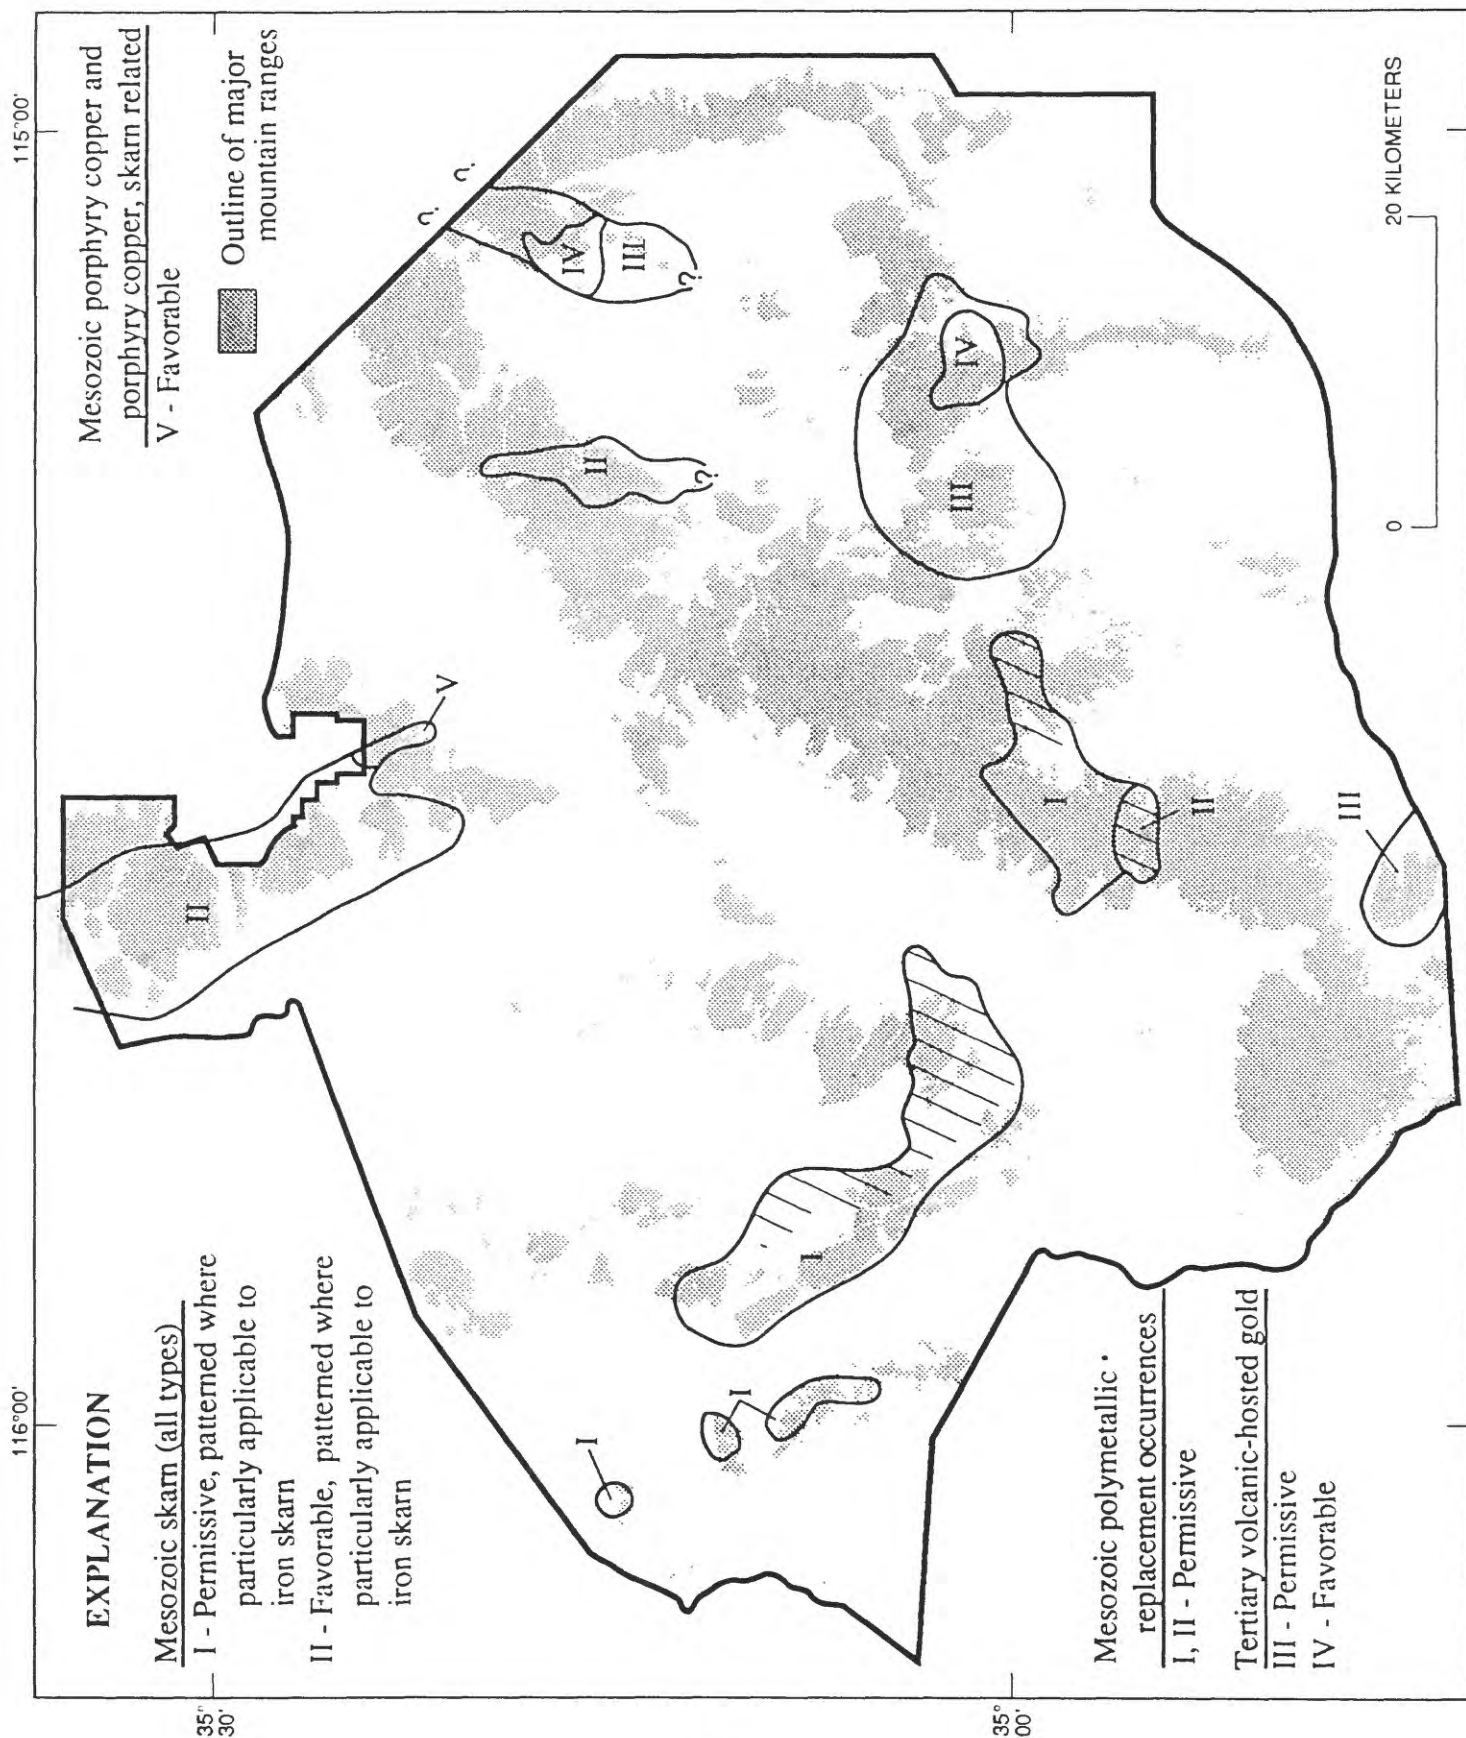 EXPLANATION
Mesozoic skarn (all types)
I - Permissive, patterned where
particularly applicable to
iron skarn
II - Favorable, patterned where
particularly applicable to
iron skarn
Mesozoic polymetallic
replacement occurrences
I, II - Permissive
Tertiary volcanic-hosted gold
III - Permissive
IV - Favorable
Mesozoic porphyry copper and
porphyry copper, skarn related
V - Favorable
Outline of major
mountain ranges
116°00'
115°00'
35°
30'
35°
00'
I
I
I
II
V
II
?
?
?
IV
III
?
I
II
III
IV
III
0
20 KILOMETERS